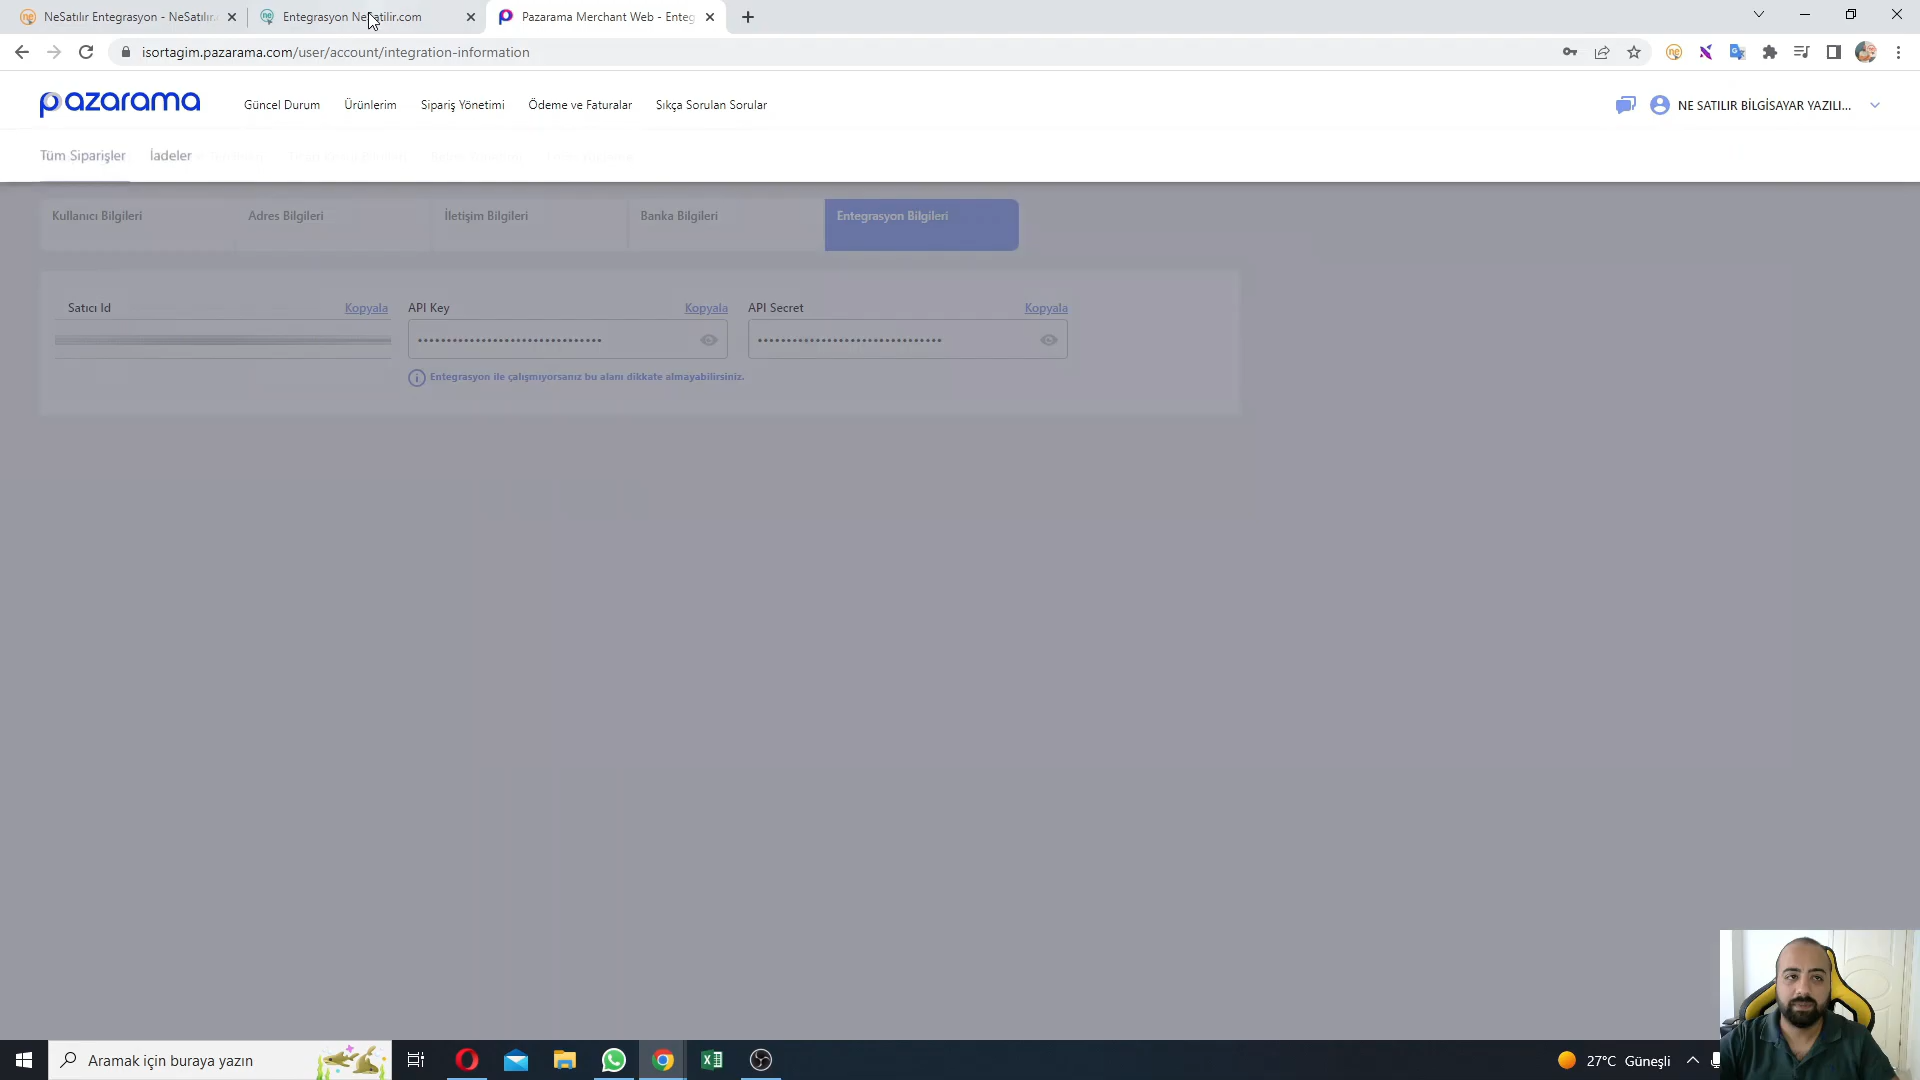 NeSatılır Entegrasyon - NeSatılır.
Entegrasyon NeSatilir.com
Pazarama Merchant Web - Enteg
isortagim.pazarama.com/user/account/integration-information
pazarama
Güncel Durum
Ürünlerim
Sipariş Yönetimi
Ödeme ve Faturalar
Sıkça Sorulan Sorular
NE SATILIR BİLGİSAYAR YAZILI...
Tüm Siparişler
İadeler
Kullanıcı Bilgileri
Adres Bilgileri
İletişim Bilgileri
Banka Bilgileri
Entegrasyon Bilgileri
Satıcı Id
Kopyala
API Key
Kopyala
API Secret
Kopyala
Entegrasyon ile çalışmıyorsanız bu alanı dikkate almayabilirsiniz.
Aramak için buraya yazın
27°C Güneşli